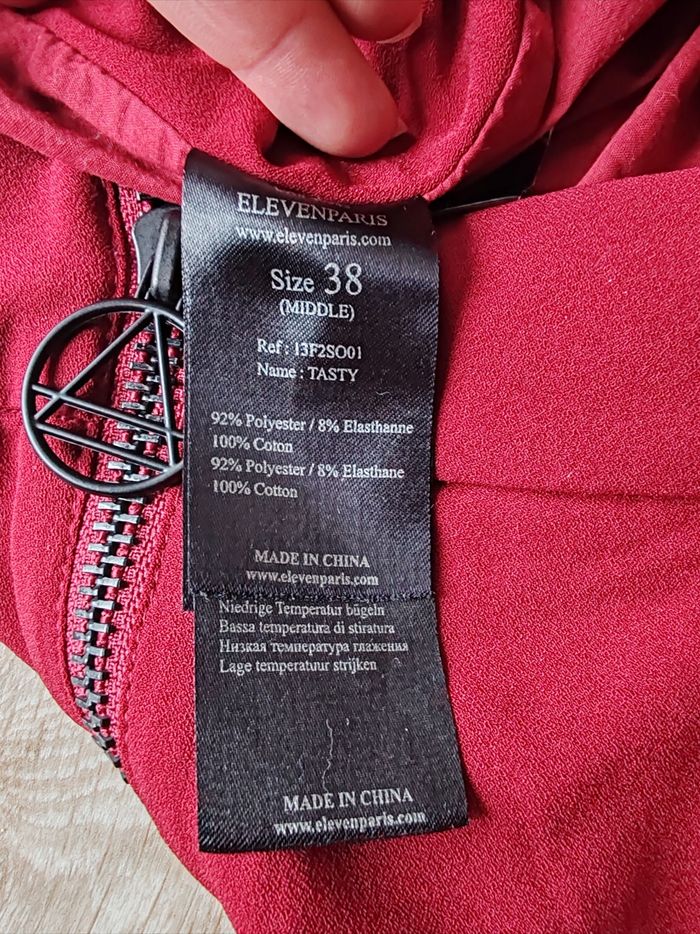 ELEVENPARIS
www.elevenparis.com
Size 38
(MIDDLE)
Ref : 13F2SO01
Name : TASTY
92% Polyester / 8% Elasthanne
100% Coton
92% Polyester / 8% Elasthane
100% Cotton
MADE IN CHINA
www.elevenparis.com
Niedrige Temperatur bügeln
Bassa temperatura di stiratura
Низкая температура глажения
Lage temperatuur strijken
MADE IN CHINA
www.elevenparis.com